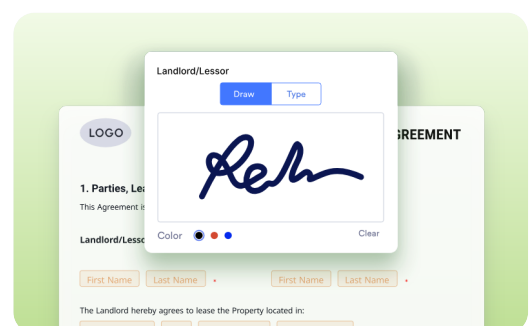 Landlord/Lessor
Draw Type
LOGO
GREEMENT
1. Parties, Lea
This Agreement is
Landlord/Lesso
Color Clear
First Name Last Name * First Name Last Name *
The Landlord hereby agrees to lease the Property located in: